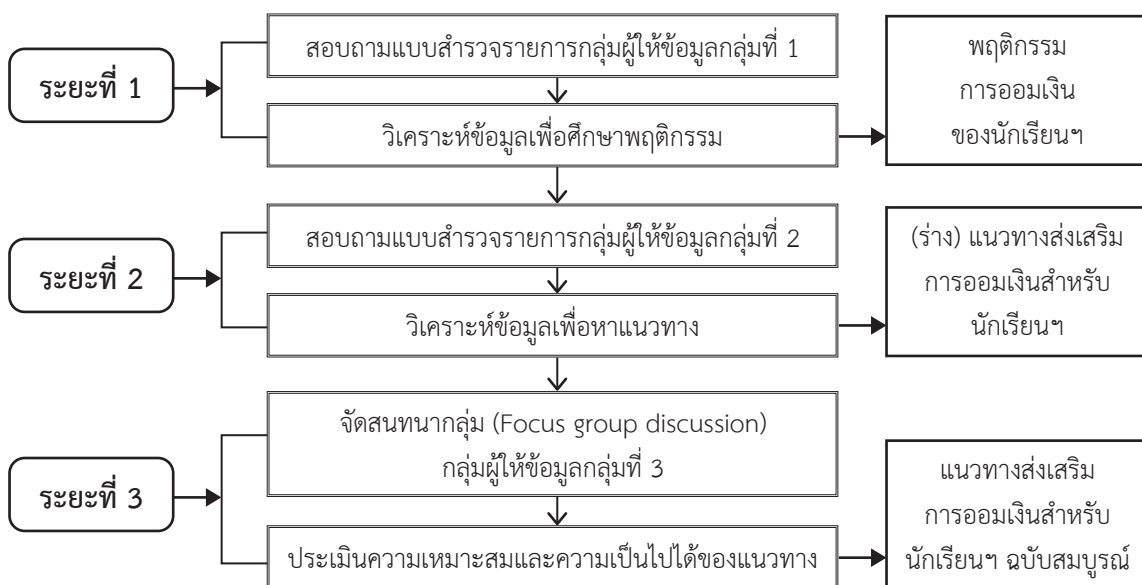 ระยะที่ 1
สอบถามแบบสำรวจรายการกลุ่มผู้ให้ข้อมูลกลุ่มที่ 1
วิเคราะห์ข้อมูลเพื่อศึกษาพฤติกรรม
พฤติกรรม
การออมเงิน
ของนักเรียนฯ
ระยะที่ 2
สอบถามแบบสำรวจรายการกลุ่มผู้ให้ข้อมูลกลุ่มที่ 2
วิเคราะห์ข้อมูลเพื่อหาแนวทาง
(ร่าง) แนวทางส่งเสริม
การออมเงินสำหรับ
นักเรียนฯ
ระยะที่ 3
จัดสนทนากลุ่ม (Focus group discussion)
กลุ่มผู้ให้ข้อมูลกลุ่มที่ 3
ประเมินความเหมาะสมและความเป็นไปได้ของแนวทาง
แนวทางส่งเสริม
การออมเงินสำหรับ
นักเรียนฯ ฉบับสมบูรณ์